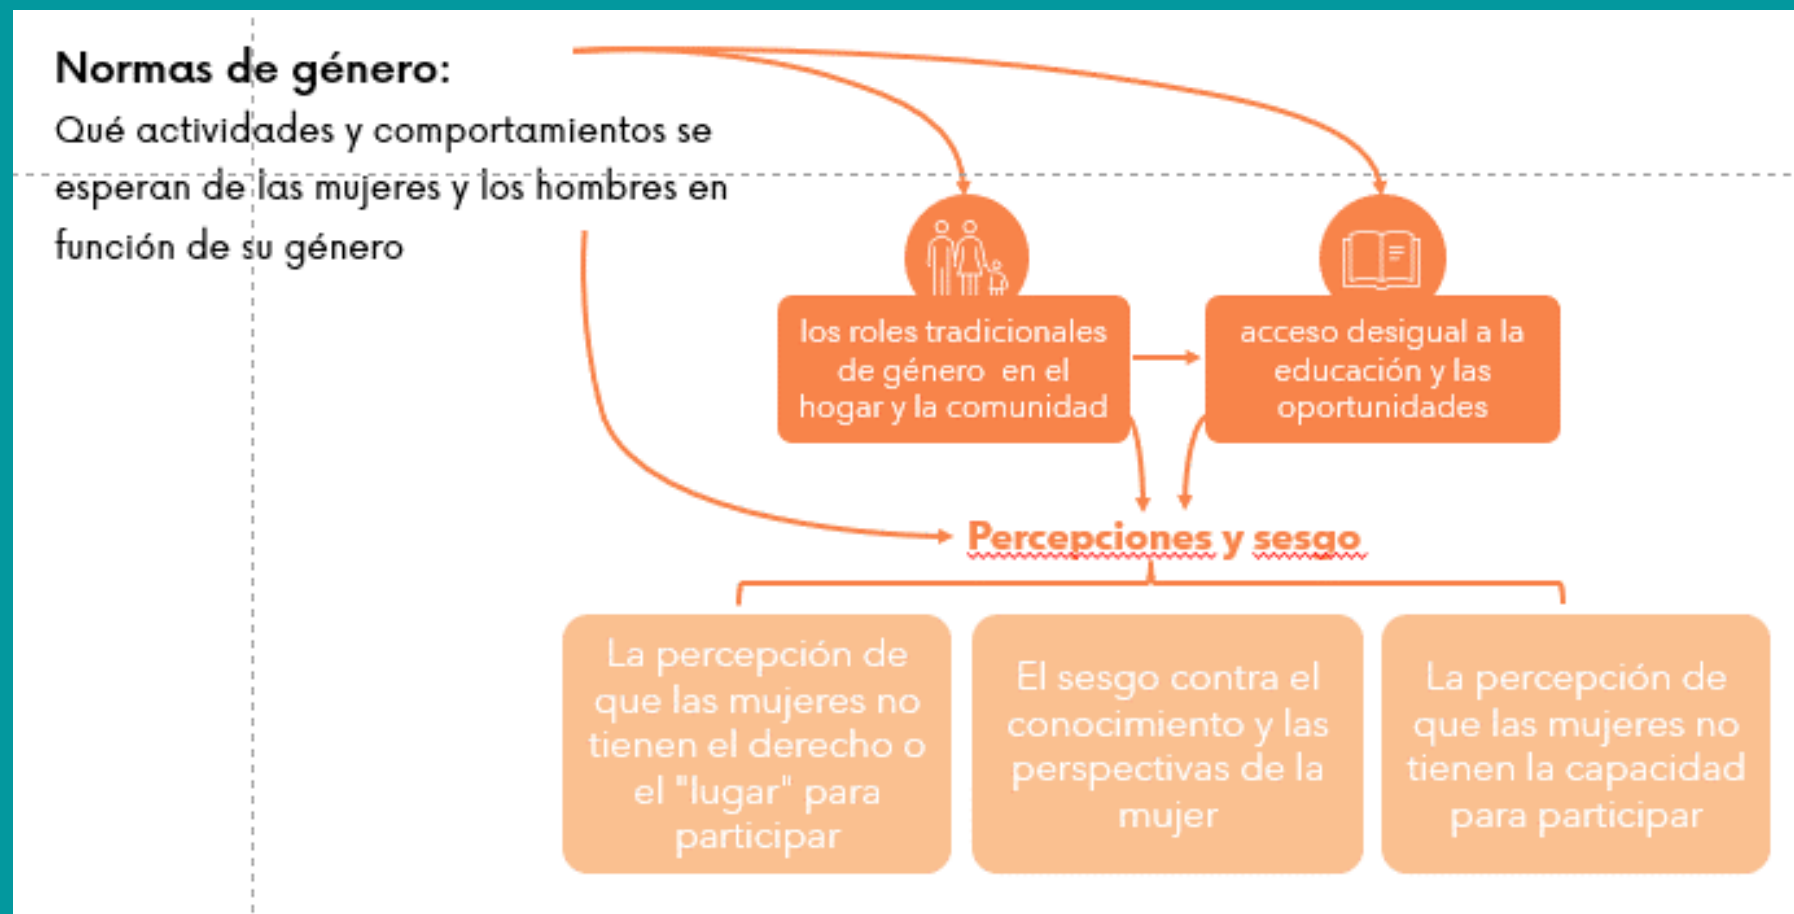 Normas de género:
Qué actividades y comportamientos se
esperan de las mujeres y los hombres en
función de su género
los roles tradicionales
de género en el
hogar y la comunidad
acceso desigual a la
educación y las
oportunidades
Percepciones y sesgo
La percepción de
que las mujeres no
tienen el derecho o
el "lugar" para
participar
El sesgo contra el
conocimiento y las
perspectivas de la
mujer
La percepción de
que las mujeres no
tienen la capacidad
para participar